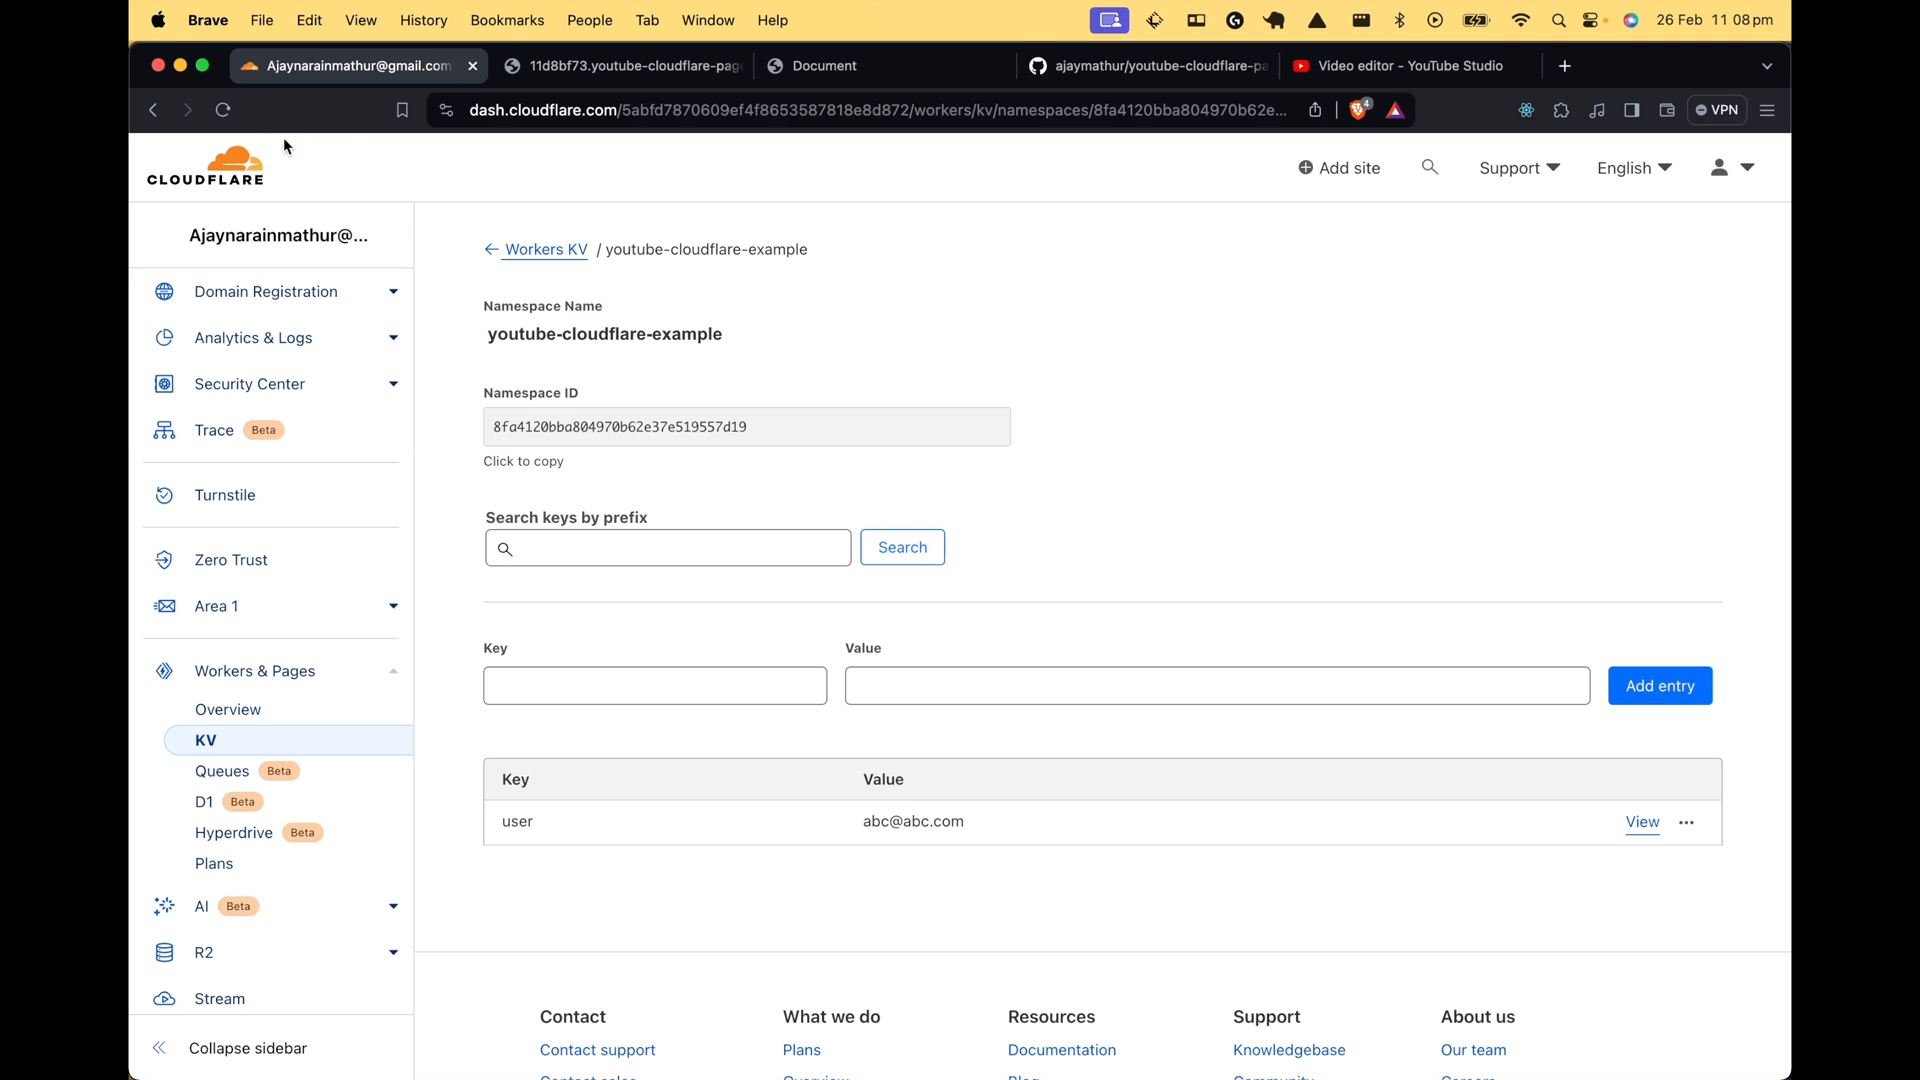 Brave File Edit View History Bookmarks People Tab Window Help 26 Feb 11 08 pm
Ajaynarainmathur@gmail.com' 11d8bf73.youtube-cloudflare-pag Document ajaymathur/youtube-cloudflare-pa Video editor - YouTube Studio
dash.cloudflare.com/5abfd7870609ef4f8653587818e8d872/workers/kv/namespaces/8fa4120bba804970b62e... 4 VPN
CLOUDFLARE
Add site Support English
Ajaynarainmathur@...
Domain Registration
Analytics & Logs
Security Center
Trace Beta
Turnstile
Zero Trust
Area 1
Workers & Pages
Overview
KV
Queues Beta
D1 Beta
Hyperdrive Beta
Plans
AI Beta
R2
Stream
Collapse sidebar
← Workers KV / youtube-cloudflare-example
Namespace Name
youtube-cloudflare-example
Namespace ID
8fa4120bba804970b62e37e519557d19
Click to copy
Search keys by prefix
Search
Key Value
Add entry
Key Value
user abc@abc.com View ...
Contact What we do Resources Support About us
Contact support Plans Documentation Knowledgebase Our team